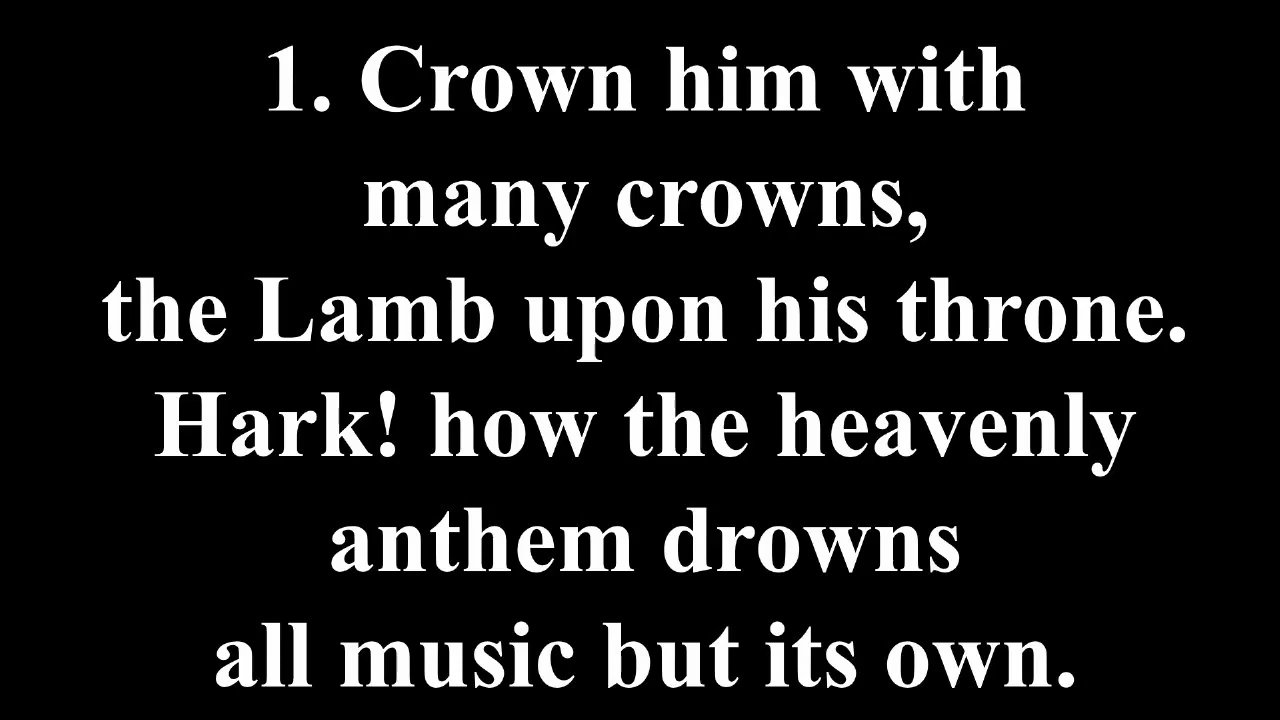 1. Crown him with
many crowns,
the Lamb upon his throne.
Hark! how the heavenly
anthem drowns
all music but its own.